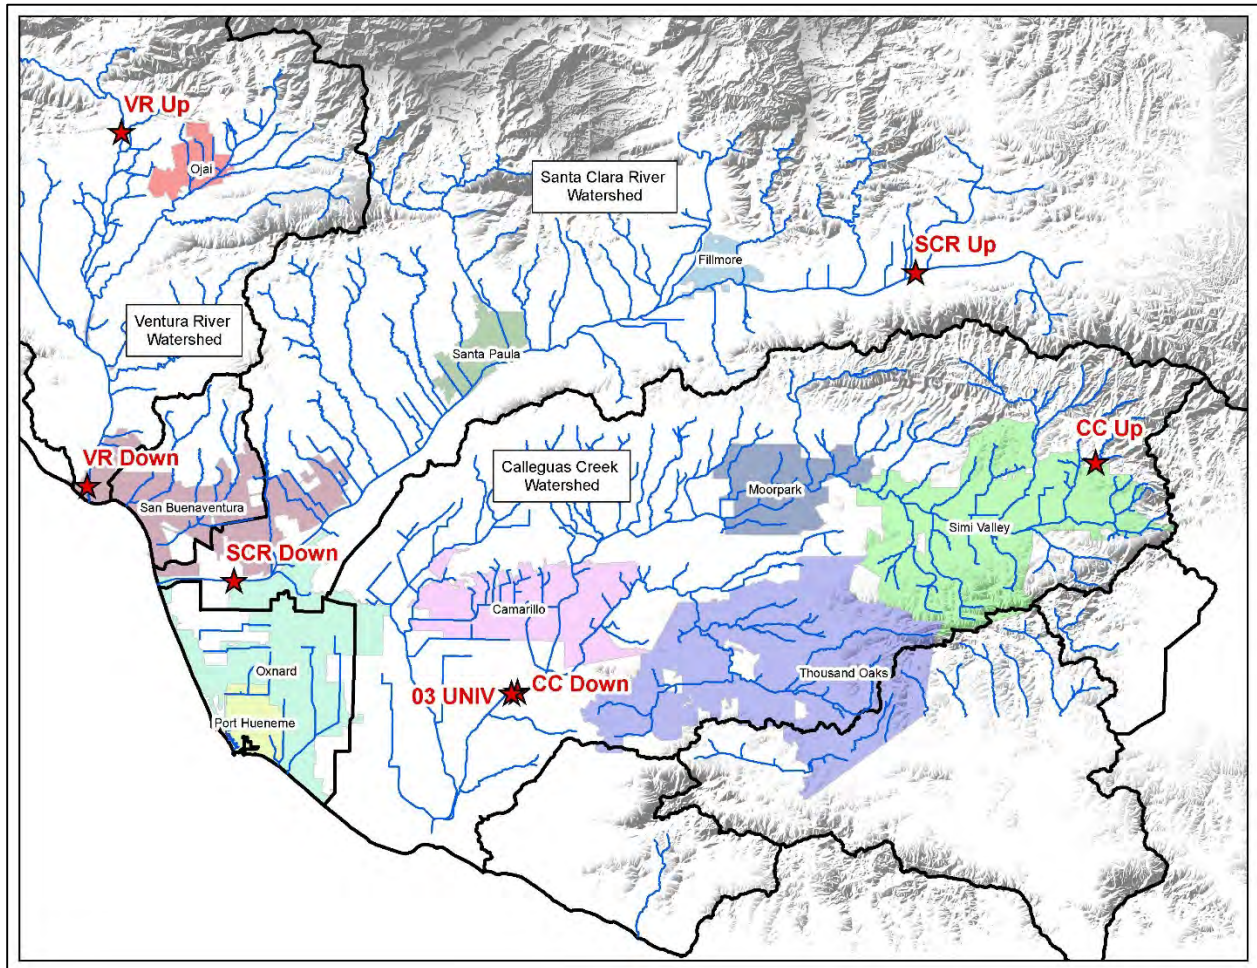 VR Up
Ojai
Santa Clara River
Watershed
SCR Up
Fillmore
Ventura River
Watershed
Santa Paula
VR Down
San Buenaventura
Calleguas Creek
Watershed
CC Up
Moorpark
Simi Valley
SCR Down
Camarillo
Oxnard
Thousand Oaks
03 UNIV
CC Down
Port Hueneme